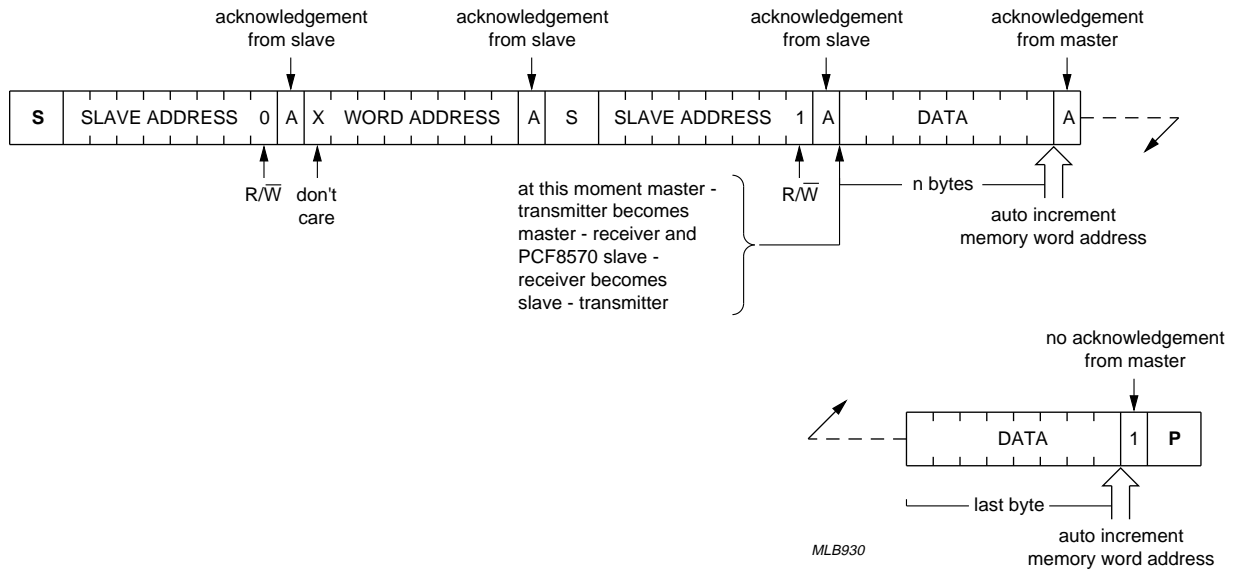 acknowledgement
from slave
acknowledgement
from slave
acknowledgement
from slave
acknowledgement
from master
S SLAVE ADDRESS 0 A X WORD ADDRESS A S SLAVE ADDRESS 1 A DATA A
R/W̅
don't
care
R/W̅
n bytes
at this moment master -
transmitter becomes
master - receiver and
PCF8570 slave -
receiver becomes
slave - transmitter
auto increment
memory word address
no acknowledgement
from master
DATA 1 P
last byte
auto increment
memory word address
MLB930